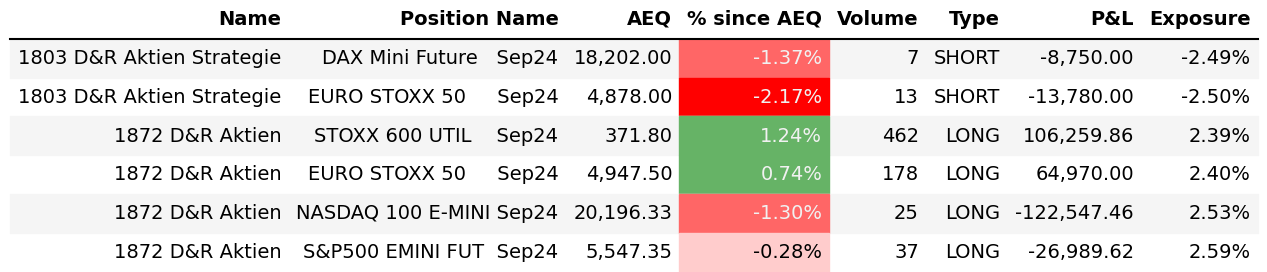 Name Position Name AEQ % since AEQ Volume Type P&L Exposure
1803 D&R Aktien Strategie DAX Mini Future Sep24 18,202.00 -1.37% 7 SHORT -8,750.00 -2.49%
1803 D&R Aktien Strategie EURO STOXX 50 Sep24 4,878.00 -2.17% 13 SHORT -13,780.00 -2.50%
1872 D&R Aktien STOXX 600 UTIL Sep24 371.80 1.24% 462 LONG 106,259.86 2.39%
1872 D&R Aktien EURO STOXX 50 Sep24 4,947.50 0.74% 178 LONG 64,970.00 2.40%
1872 D&R Aktien NASDAQ 100 E-MINI Sep24 20,196.33 -1.30% 25 LONG -122,547.46 2.53%
1872 D&R Aktien S&P500 EMINI FUT Sep24 5,547.35 -0.28% 37 LONG -26,989.62 2.59%